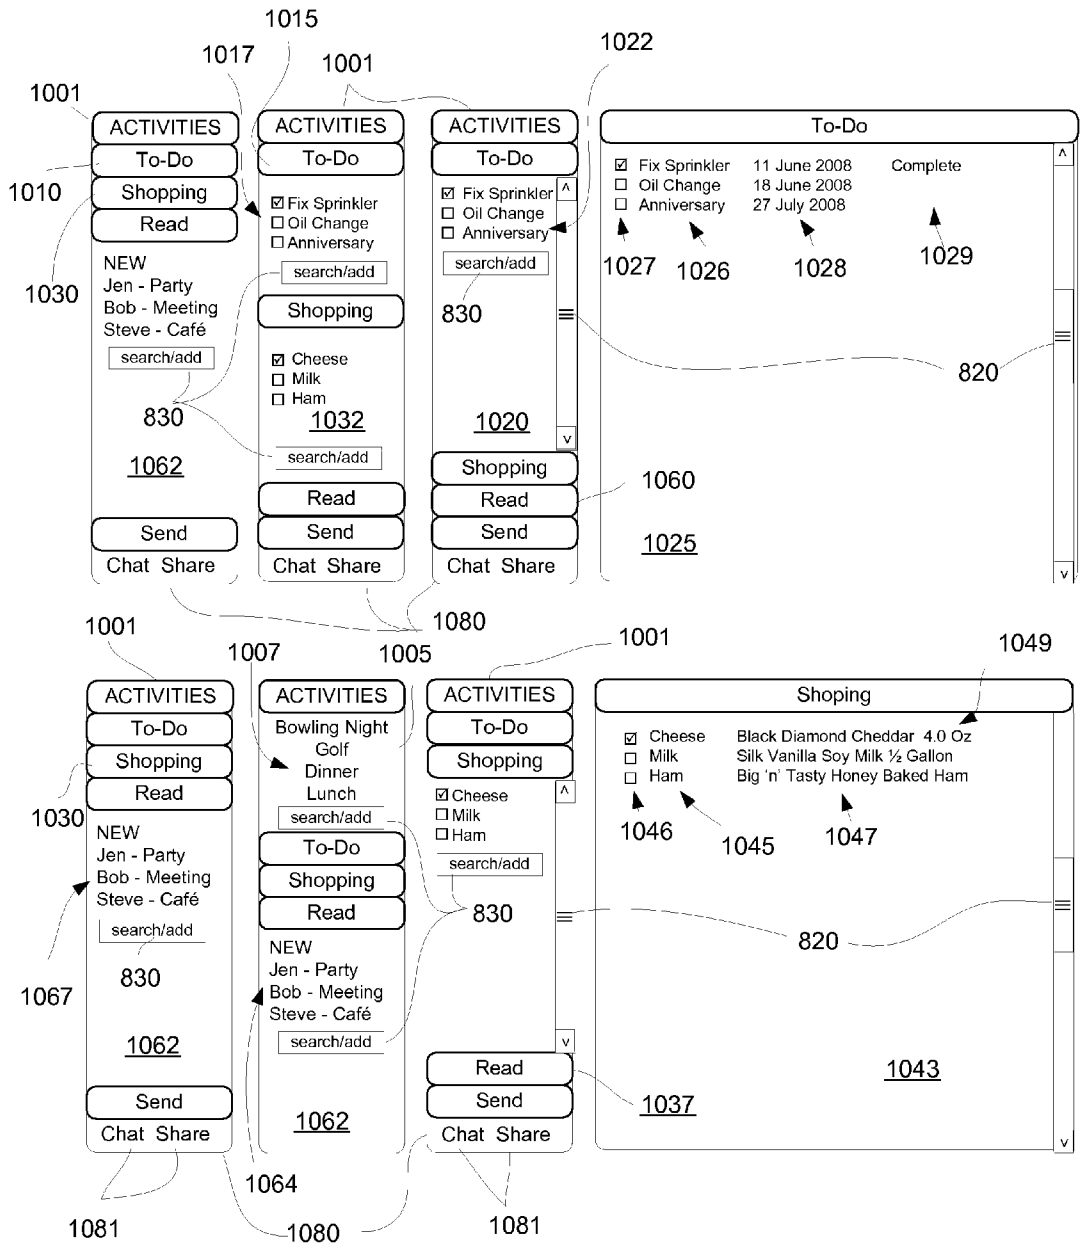 1015
1017
1001
1022
1001
1010
1030
ACTIVITIES
To-Do
Shopping
Read
NEW
Jen - Party
Bob - Meeting
Steve - Café
search/add
830
1062
Send
Chat Share
ACTIVITIES
To-Do
Fix Sprinkler
Oil Change
Anniversary
search/add
Shopping
Cheese
Milk
Ham
1032
search/add
Read
Send
Chat Share
ACTIVITIES
To-Do
Fix Sprinkler
Oil Change
Anniversary
search/add
830
1020
Shopping
Read
Send
Chat Share
To-Do
Fix Sprinkler 11 June 2008 Complete
Oil Change 18 June 2008
Anniversary 27 July 2008
1027 1026 1028 1029
820
1060
1025
1080
1001
1007
1005
1001
1049
ACTIVITIES
To-Do
Shopping
Read
1030
NEW
Jen - Party
Bob - Meeting
Steve - Café
search/add
830
1067
1062
Send
Chat Share
1081
ACTIVITIES
Bowling Night
Golf
Dinner
Lunch
search/add
To-Do
Shopping
Read
NEW
Jen - Party
Bob - Meeting
Steve - Café
search/add
1062
1064
1080
ACTIVITIES
To-Do
Shopping
Cheese
Milk
Ham
search/add
830
Read
Send
Chat Share
1081
Shoping
Cheese Black Diamond Cheddar 4.0 Oz
Milk Silk Vanilla Soy Milk ½ Gallon
Ham Big 'n' Tasty Honey Baked Ham
1046 1045 1047
820
1043
1037